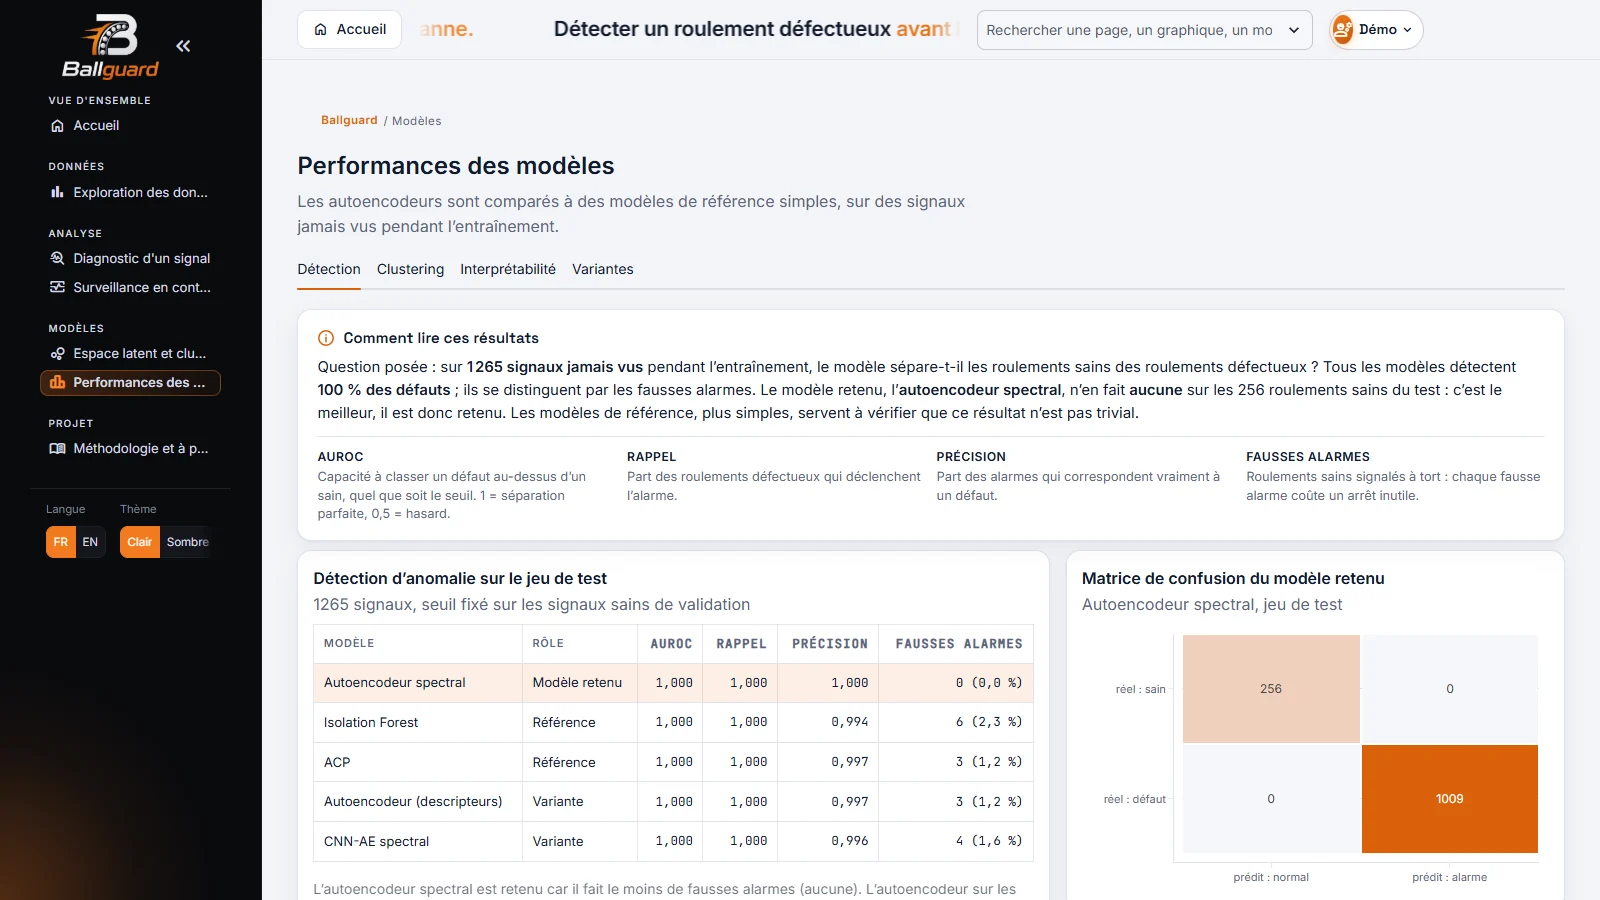 Ballguard
VUE D'ENSEMBLE
Accueil
DONNÉES
Exploration des don...
ANALYSE
Diagnostic d'un signal
Surveillance en cont...
MODÈLES
Espace latent et clu...
Performances des ...
PROJET
Méthodologie et à p...
Langue
Thème
FR
EN
Clair
Sombre
Accueil
anne.
Détecter un roulement défectueux avant
Rechercher une page, un graphique, un mo
Démo
Ballguard / Modèles
Performances des modèles
Les autoencodeurs sont comparés à des modèles de référence simples, sur des signaux
jamais vus pendant l’entraînement.
Détection
Clustering
Interprétabilité
Variantes
Comment lire ces résultats
Question posée : sur 1 265 signaux jamais vus pendant l’entraînement, le modèle sépare-t-il les roulements sains des roulements défectueux ? Tous les modèles détectent
100 % des défauts ; ils se distinguent par les fausses alarmes. Le modèle retenu, l’autoencodeur spectral, n’en fait aucune sur les 256 roulements sains du test : c’est le
meilleur, il est donc retenu. Les modèles de référence, plus simples, servent à vérifier que ce résultat n’est pas trivial.
AUROC
Capacité à classer un défaut au-dessus d’un
sain, quel que soit le seuil. 1 = séparation
parfaite, 0,5 = hasard.
RAPPEL
Part des roulements défectueux qui déclenchent
l’alarme.
PRÉCISION
Part des alarmes qui correspondent vraiment à
un défaut.
FAUSSES ALARMES
Roulements sains signalés à tort : chaque fausse
alarme coûte un arrêt inutile.
Détection d’anomalie sur le jeu de test
1265 signaux, seuil fixé sur les signaux sains de validation
MODÈLE RÔLE AUROC RAPPEL PRÉCISION FAUSSES ALARMES
Autoencodeur spectral Modèle retenu 1,000 1,000 1,000 0 (0,0 %)
Isolation Forest Référence 1,000 1,000 0,994 6 (2,3 %)
ACP Référence 1,000 1,000 0,997 3 (1,2 %)
Autoencodeur (descripteurs) Variante 1,000 1,000 0,997 3 (1,2 %)
CNN-AE spectral Variante 1,000 1,000 0,996 4 (1,6 %)
L’autoencodeur spectral est retenu car il fait le moins de fausses alarmes (aucune). L’autoencodeur sur les
Matrice de confusion du modèle retenu
Autoencodeur spectral, jeu de test
réel : sain
256
0
réel : défaut
0
1009
prédit : normal
prédit : alarme